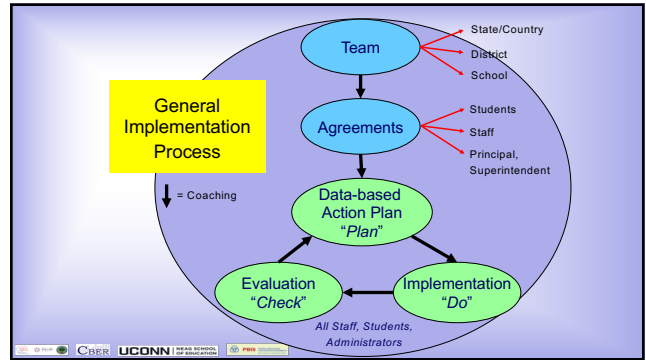 State/Country
Team
District
School
General
Implementation
Process
Students
Agreements
Staff
Principal,
Superintendent
= Coaching
Data-based
Action Plan
“Plan”
Evaluation
“Check”
Implementation
“Do”
All Staff, Students,
Administrators
CBER
UCONN
NEAG SCHOOL
OF EDUCATION
PBIS